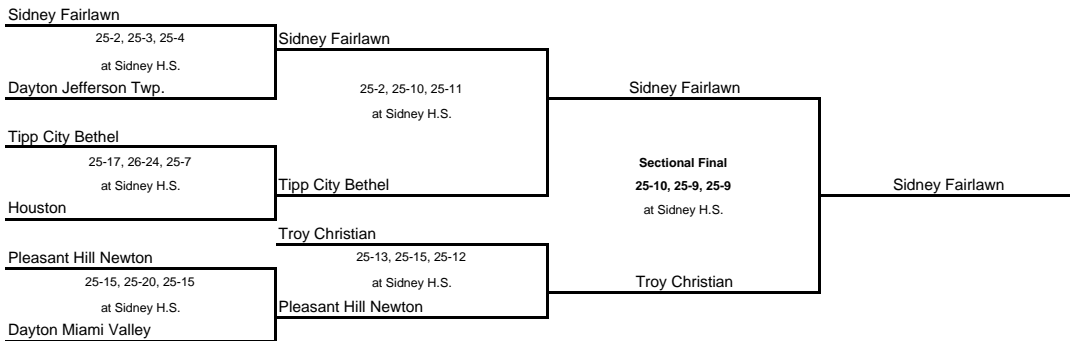 Sidney Fairlawn
25-2, 25-3, 25-4
at Sidney H.S.
Dayton Jefferson Twp.
Sidney Fairlawn
25-2, 25-10, 25-11
at Sidney H.S.
Tipp City Bethel
Tipp City Bethel
25-17, 26-24, 25-7
at Sidney H.S.
Houston
Sidney Fairlawn
Sectional Final
25-10, 25-9, 25-9
at Sidney H.S.
Troy Christian
Sidney Fairlawn
Troy Christian
25-13, 25-15, 25-12
at Sidney H.S.
Pleasant Hill Newton
Pleasant Hill Newton
25-15, 25-20, 25-15
at Sidney H.S.
Dayton Miami Valley